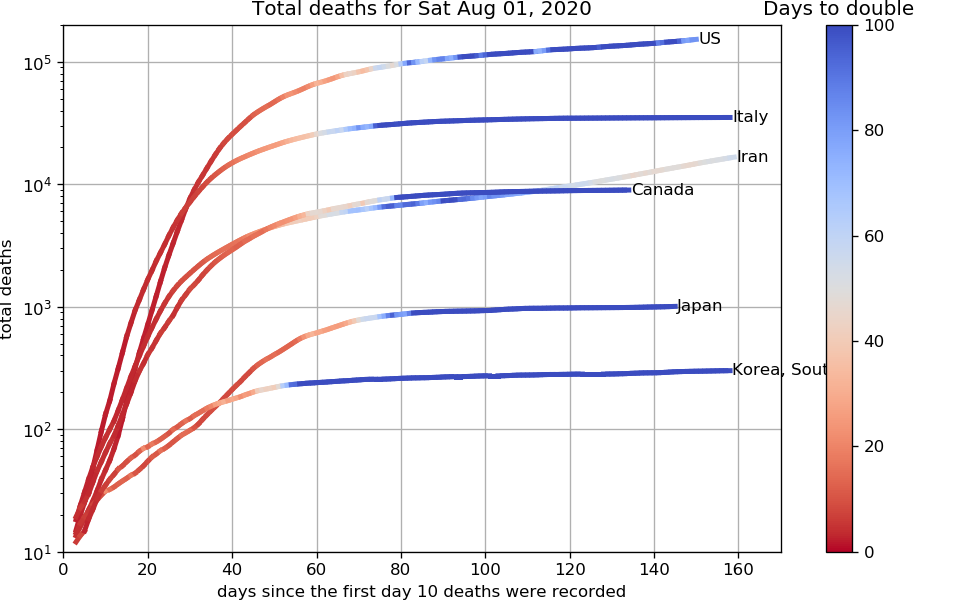 Total deaths for Sat Aug 01, 2020
Days to double
total deaths
10⁵
10⁴
10³
10²
10¹
US
Italy
Iran
Canada
Japan
Korea, Sout
100
80
60
40
20
0
0 20 40 60 80 100 120 140 160
days since the first day 10 deaths were recorded